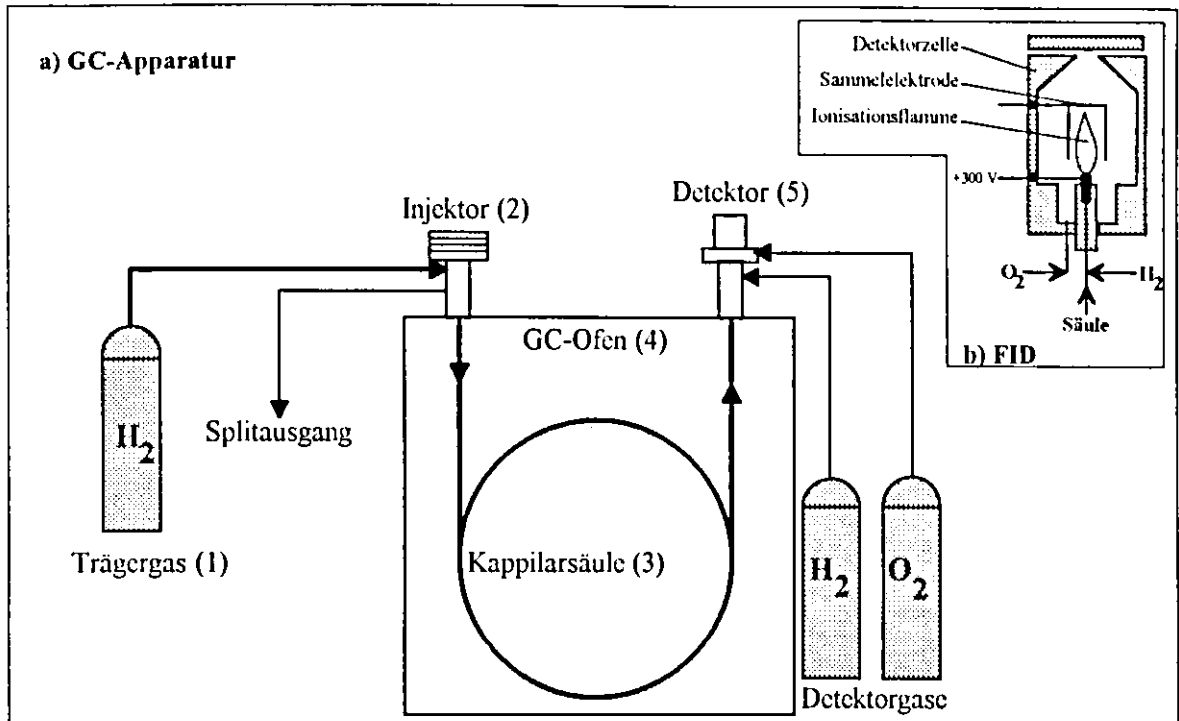 a) GC-Apparatur
Detektorzelle
Sammelelektrode
Ionisationsflamme
+300 V
O2
H2
Säule
b) FID
Injektor (2)
Detektor (5)
GC-Ofen (4)
Splitausgang
H2
Trägergas (1)
Kappilarsäule (3)
H2
O2
Detektorgase